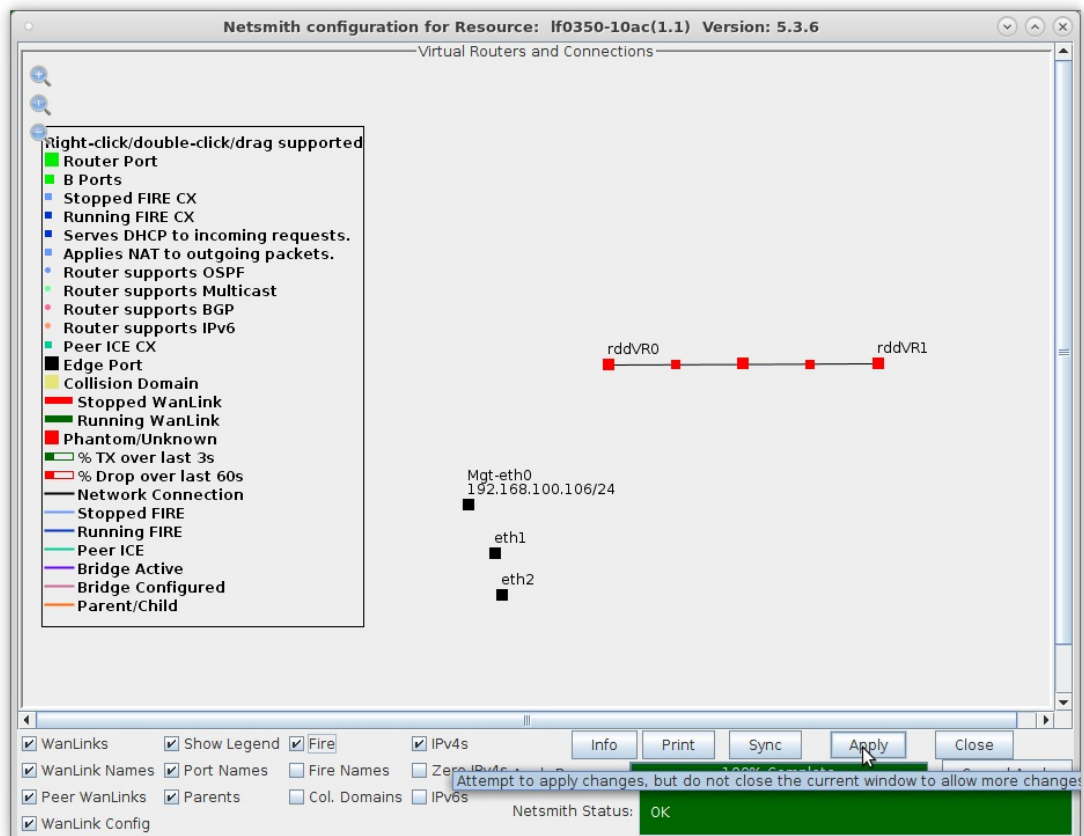 Netsmith configuration for Resource: lf0350-10ac(1.1) Version: 5.3.6
Virtual Routers and Connections
Right-click/double-click/drag supported
Router Port
B Ports
Stopped FIRE CX
Running FIRE CX
Serves DHCP to incoming requests.
Applies NAT to outgoing packets.
Router supports OSPF
Router supports Multicast
Router supports BGP
Router supports IPv6
Peer ICE CX
Edge Port
Collision Domain
Stopped WanLink
Running WanLink
Phantom/Unknown
% TX over last 3s
% Drop over last 60s
Network Connection
Stopped FIRE
Running FIRE
Peer ICE
Bridge Active
Bridge Configured
Parent/Child
rddVR0
rddVR1
Mgt-eth0
192.168.100.106/24
eth1
eth2
WanLinks Show Legend Fire IPv4s Info Print Sync Apply Close
WanLink Names Port Names Fire Names Zero IPv4s 100% Complete
Attempt to apply changes, but do not close the current window to allow more changes
Peer WanLinks Parents Col. Domains IPv6s
Netsmith Status: OK
WanLink Config